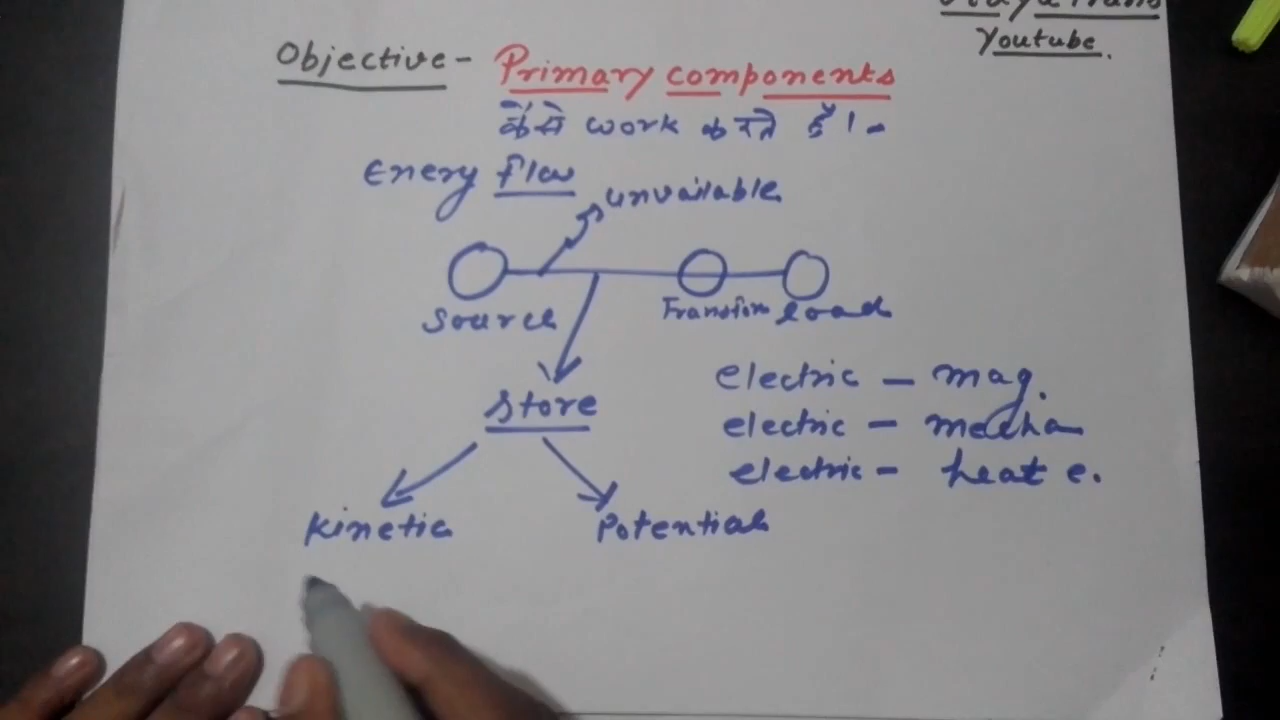 Youtube.
Objective - Primary components
कैसे work करते हैं।
Enery flow
unvailable
Source
Transform load
Store
electric - mag.
electric - mecha
electric - heat e.
Kinetic
Potential